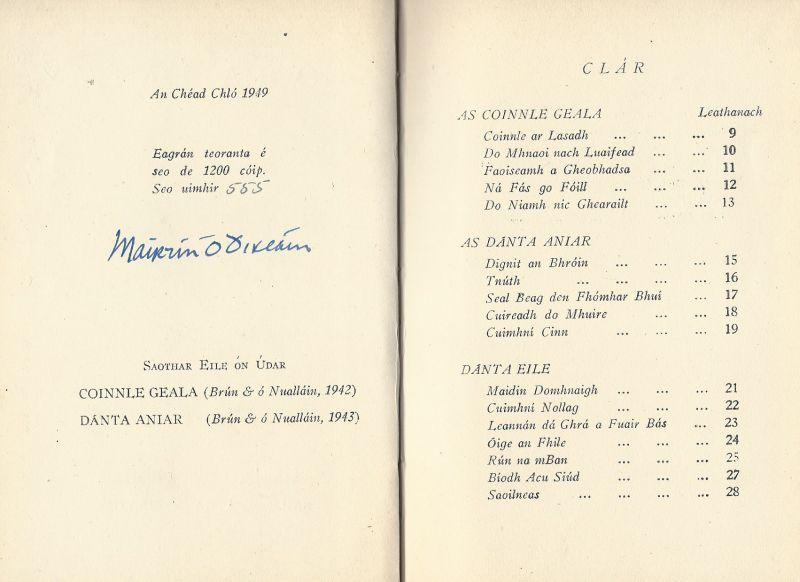 An Chéad Chló 1949
Eagrán teoranta é
seo de 1200 cóip.
Seo uimhir 555
Máirtín Ó Direáin
Saothar Eile ón Údar
COINNLE GEALA (Brún & ó Nualláin, 1942)
DÁNTA ANIAR (Brún & ó Nualláin, 1943)
CLÁR
AS COINNLE GEALA Leathanach
Coinnle ar Lasadh ... ... ... 9
Do Mhnaoi nach Luaifead ... ... 10
Faoiseamh a Gheobhadsa ... ... 11
Ná Fás go Fóill ... ... ... 12
Do Niamh nic Ghearailt ... ... 13
AS DÁNTA ANIAR
Dignit an Bhróin ... ... ... 15
Tnúth ... ... ... ... 16
Seal Beag den Fhómhar Bhuí ... 17
Cuireadh do Mhuire ... ... 18
Cuimhní Cinn ... ... ... 19
DÁNTA EILE
Maidin Domhnaigh ... ... ... 21
Cuimhní Nollag ... ... ... 22
Leannán dá Ghrá a Fuair Bás ... 23
Óige an Fhile ... ... ... 24
Rún na mBan ... ... ... 25
Bíodh Acu Siúd ... ... ... 27
Saoilneas ... ... ... ... 28